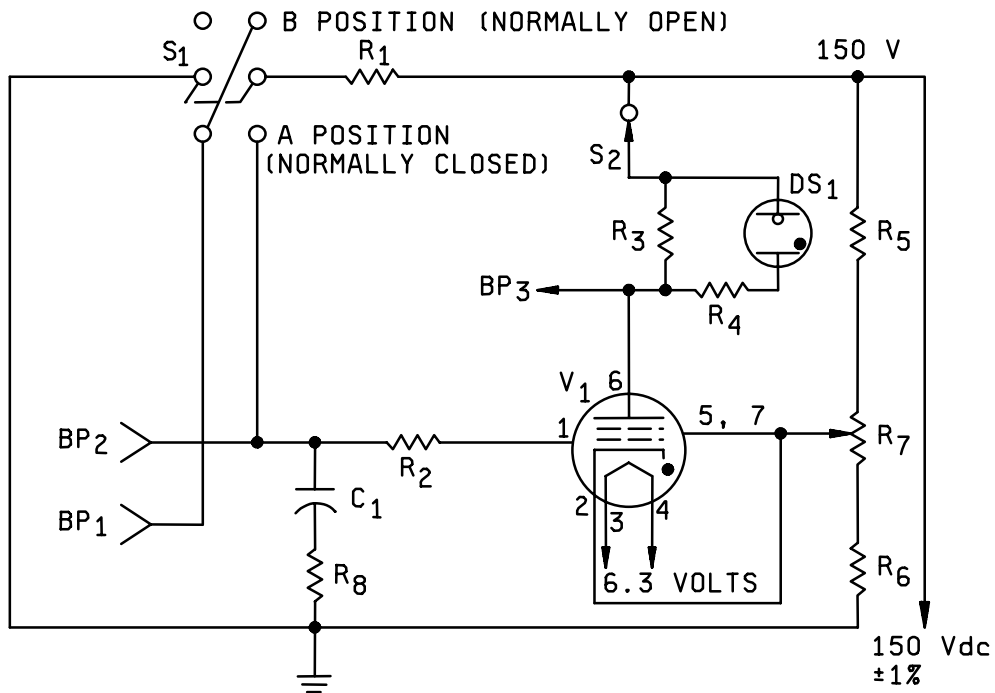 B POSITION (NORMALLY OPEN)
S1
R1
150 V
A POSITION
(NORMALLY CLOSED)
S2
DS1
R3
R5
BP3
R4
V1
6
5, 7
1
BP2
R2
R7
C1
2
3
4
BP1
R8
6.3 VOLTS
R6
150 Vdc
±1%